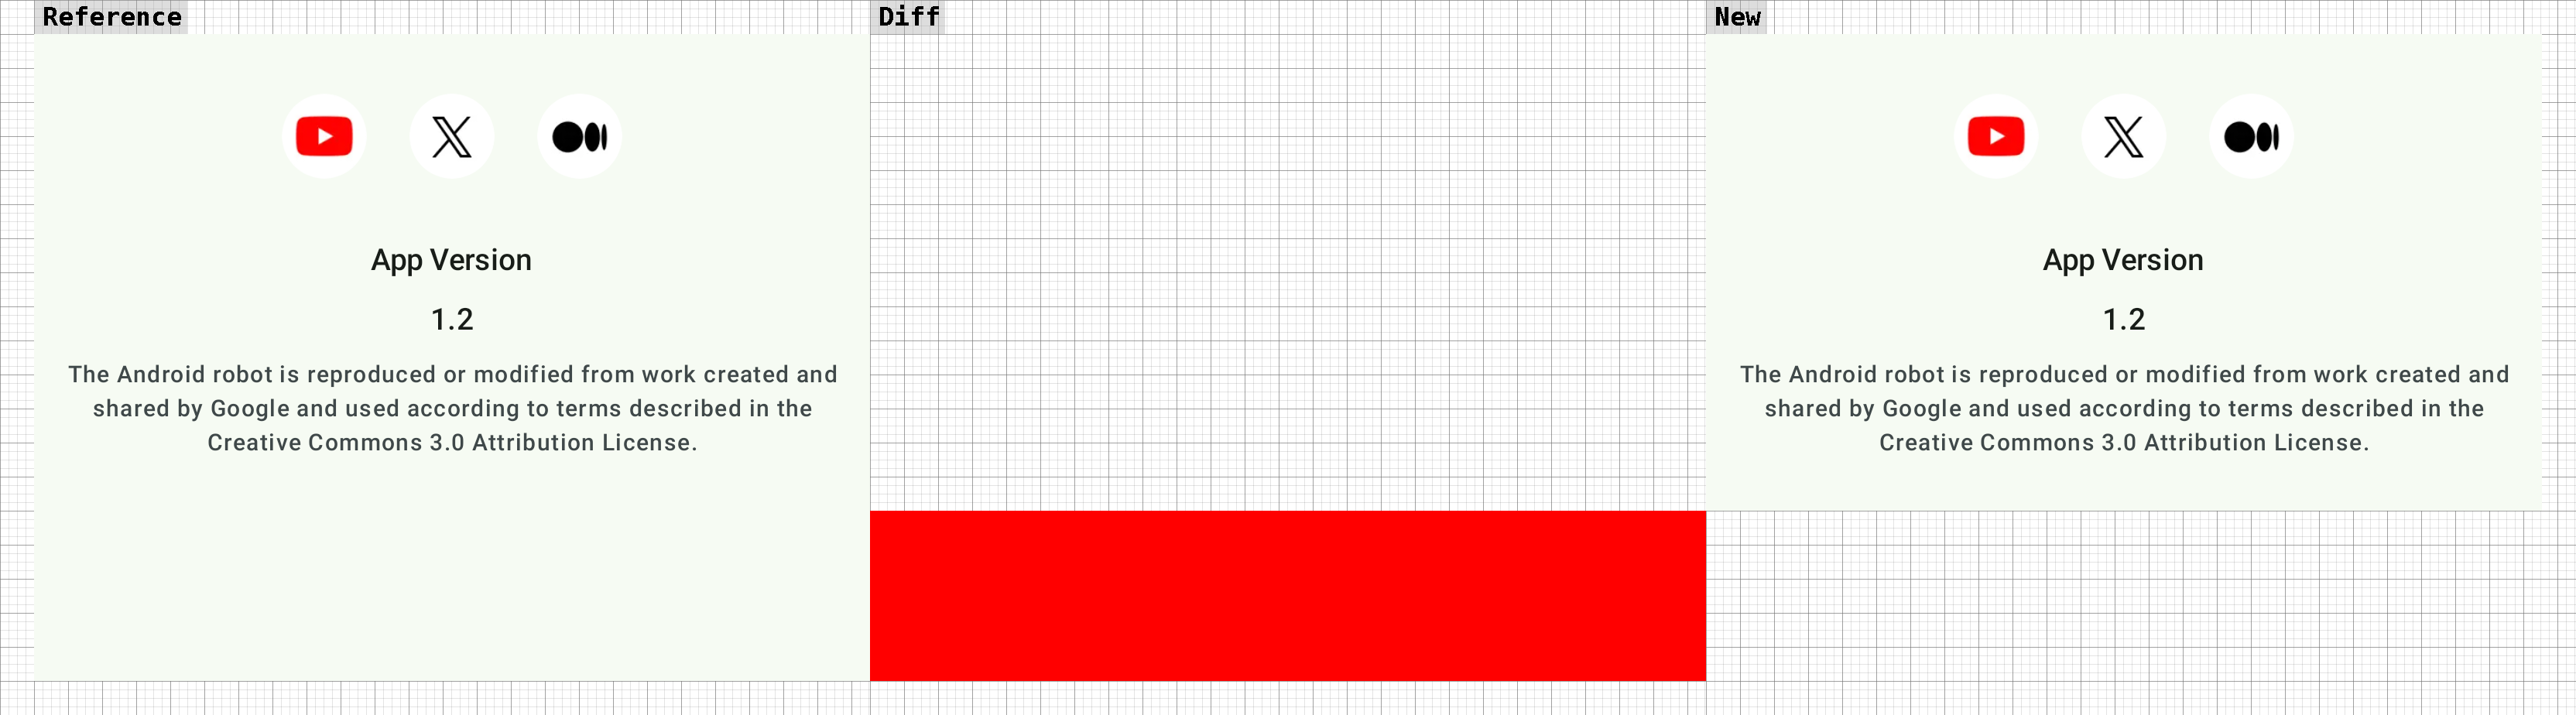 Reference
Diff
New
App Version
1.2
The Android robot is reproduced or modified from work created and
shared by Google and used according to terms described in the
Creative Commons 3.0 Attribution License.
App Version
1.2
The Android robot is reproduced or modified from work created and
shared by Google and used according to terms described in the
Creative Commons 3.0 Attribution License.